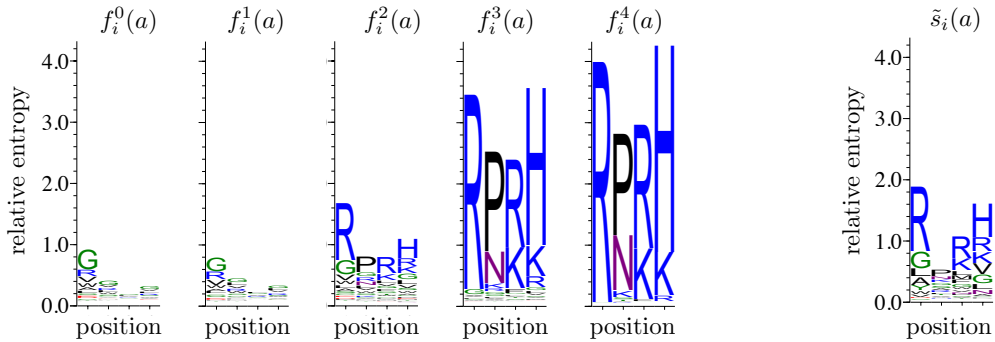 f_i^0(a) f_i^1(a) f_i^2(a) f_i^3(a) f_i^4(a) s̃_i(a)
relative entropy
4.0
3.0
2.0
1.0
0.0
G
R
G
R
R
G
P
R
H
R
P
N
R
K
H
K
R
P
N
R
K
H
K
position position position position position
relative entropy
4.0
3.0
2.0
1.0
0.0
R
G
L
A
R
K
H
R
K
V
G
position